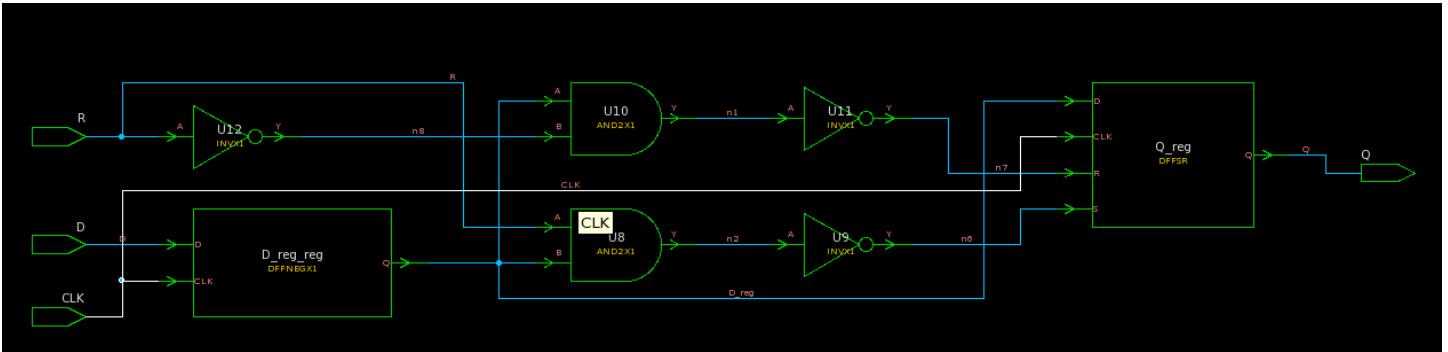 R
R
A
U12
INVX1
Y
n8
A
B
U10
AND2X1
Y
n1
A
U11
INVX1
Y
n7
D
CLK
R
S
Q_reg
DFFSR
Q
Q
Q
CLK
D
D
D
CLK
D_reg_reg
DFFNEGX1
Q
CLK
A
B
CLK
U8
AND2X1
Y
n2
A
U9
INVX1
Y
n6
D_reg